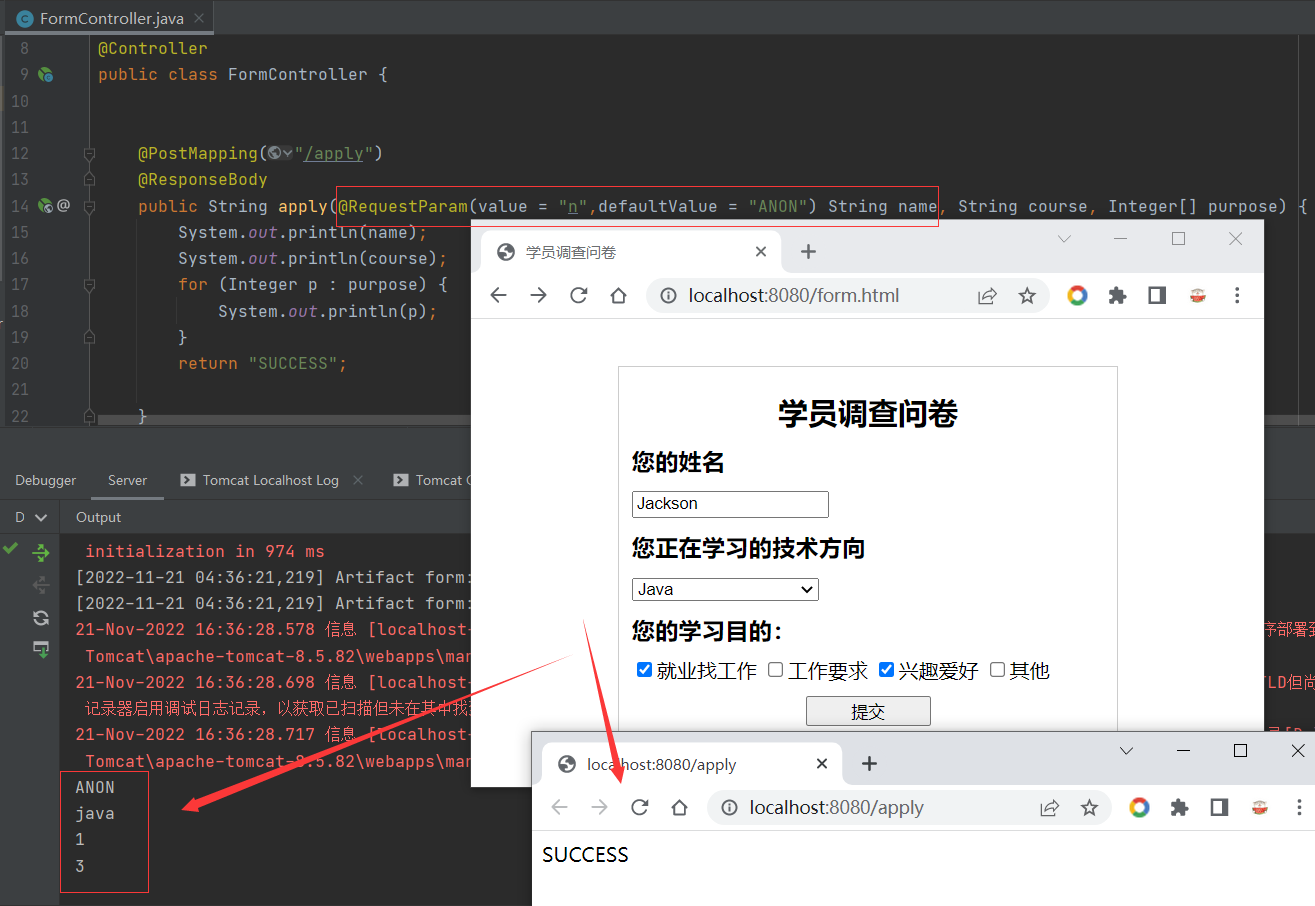 FormController.java
8 @Controller
9 public class FormController {
10
11
12 @PostMapping("/apply")
13 @ResponseBody
14 public String apply(@RequestParam(value = "n",defaultValue = "ANON") String name, String course, Integer[] purpose) {
15 System.out.println(name);
16 System.out.println(course);
17 for (Integer p : purpose) {
18 System.out.println(p);
19 }
20 return "SUCCESS";
21
22 }
学员调查问卷
localhost:8080/form.html
学员调查问卷
您的姓名
Jackson
您正在学习的技术方向
Java
您的学习目的：
就业找工作 工作要求 兴趣爱好 其他
提交
Debugger Server Tomcat Localhost Log Tomcat
D Output
initialization in 974 ms
[2022-11-21 04:36:21,219] Artifact form:
[2022-11-21 04:36:21,219] Artifact form:
21-Nov-2022 16:36:28.578 信息 [localhost- 序部署到
Tomcat\apache-tomcat-8.5.82\webapps\man
21-Nov-2022 16:36:28.698 信息 [localhost- LD但尚
记录器启用调试日志记录，以获取已扫描但未在其中找
21-Nov-2022 16:36:28.717 信息 [localhost-
Tomcat\apache-tomcat-8.5.82\webapps\man
ANON
java
1
3
localhost:8080/apply
localhost:8080/apply
SUCCESS